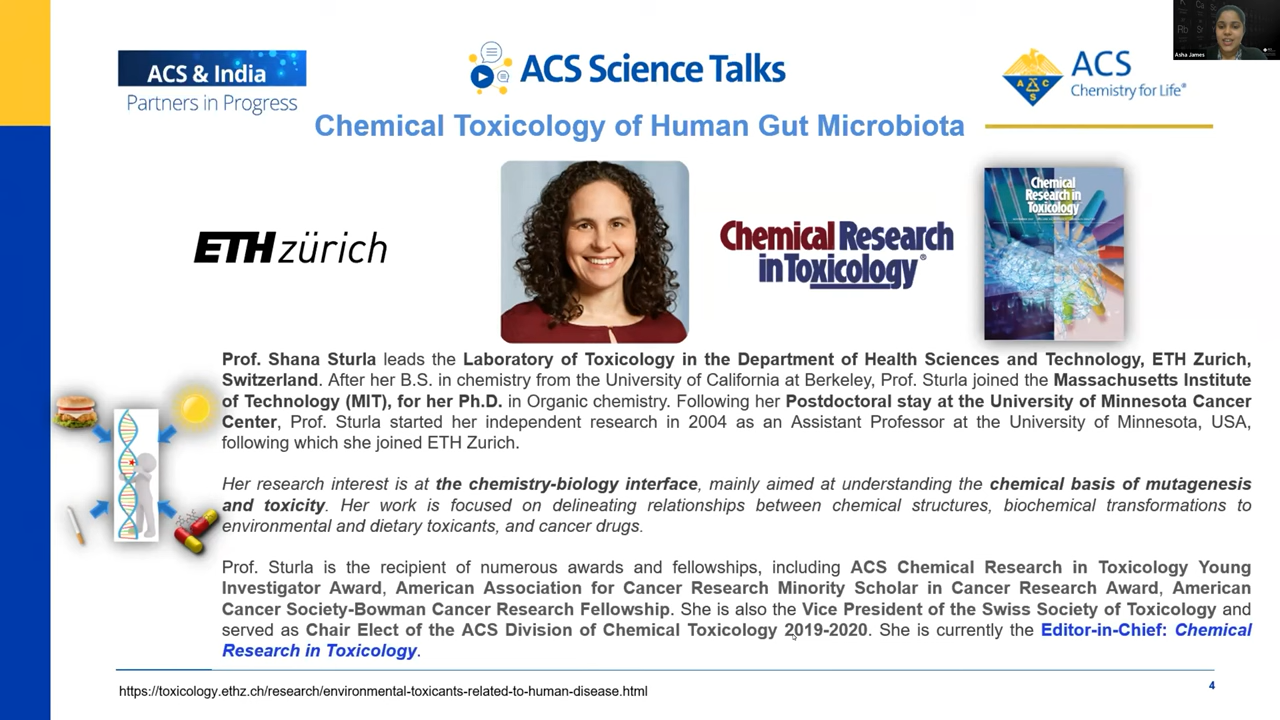 ACS & India
Partners in Progress
ACS Science Talks
ACS
Chemistry for Life®
A C S
Asha James
Chemical Toxicology of Human Gut Microbiota
ETH zürich
Chemical Research
in Toxicology®
Chemical
Research in
Toxicology
Prof. Shana Sturla leads the Laboratory of Toxicology in the Department of Health Sciences and Technology, ETH Zurich,
Switzerland. After her B.S. in chemistry from the University of California at Berkeley, Prof. Sturla joined the Massachusetts Institute
of Technology (MIT), for her Ph.D. in Organic chemistry. Following her Postdoctoral stay at the University of Minnesota Cancer
Center, Prof. Sturla started her independent research in 2004 as an Assistant Professor at the University of Minnesota, USA,
following which she joined ETH Zurich.
Her research interest is at the chemistry-biology interface, mainly aimed at understanding the chemical basis of mutagenesis
and toxicity. Her work is focused on delineating relationships between chemical structures, biochemical transformations to
environmental and dietary toxicants, and cancer drugs.
Prof. Sturla is the recipient of numerous awards and fellowships, including ACS Chemical Research in Toxicology Young
Investigator Award, American Association for Cancer Research Minority Scholar in Cancer Research Award, American
Cancer Society-Bowman Cancer Research Fellowship. She is also the Vice President of the Swiss Society of Toxicology and
served as Chair Elect of the ACS Division of Chemical Toxicology 2019-2020. She is currently the Editor-in-Chief: Chemical
Research in Toxicology.
https://toxicology.ethz.ch/research/environmental-toxicants-related-to-human-disease.html
4